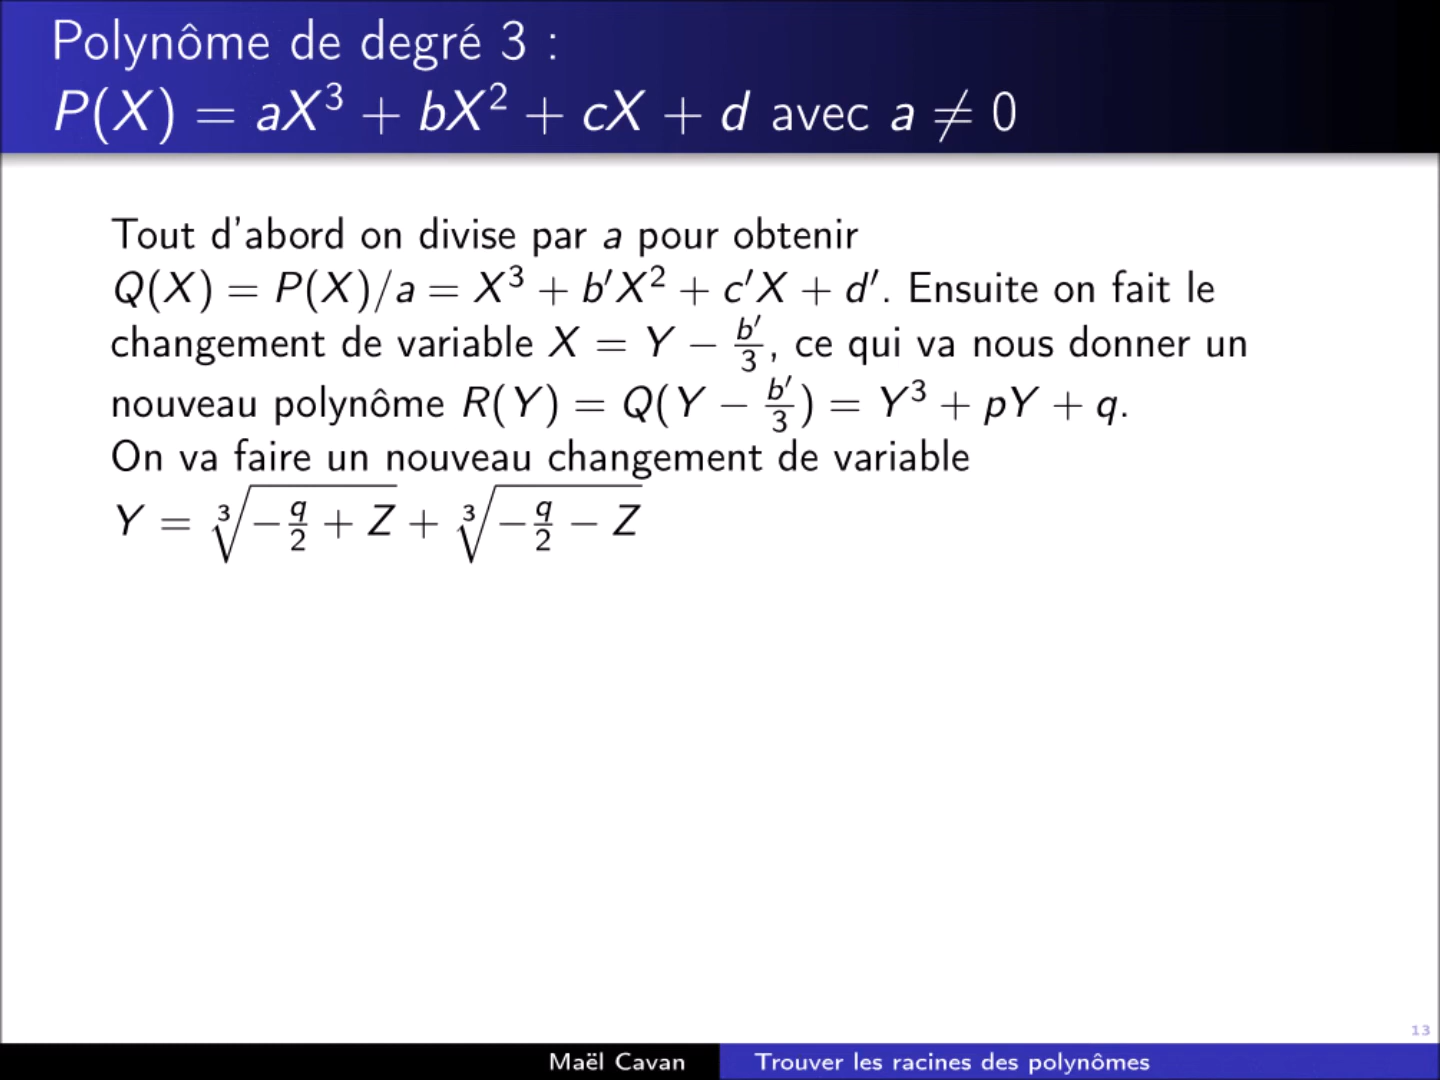 Polynôme de degré 3 :
P(X) = aX³ + bX² + cX + d avec a ≠ 0
Tout d'abord on divise par a pour obtenir
Q(X) = P(X)/a = X³ + b′X² + c′X + d′. Ensuite on fait le
changement de variable X = Y − b′/3, ce qui va nous donner un
nouveau polynôme R(Y) = Q(Y − b′/3) = Y³ + pY + q.
On va faire un nouveau changement de variable
Y = ∛(−q/2 + Z) + ∛(−q/2 − Z)
13
Maël Cavan Trouver les racines des polynômes